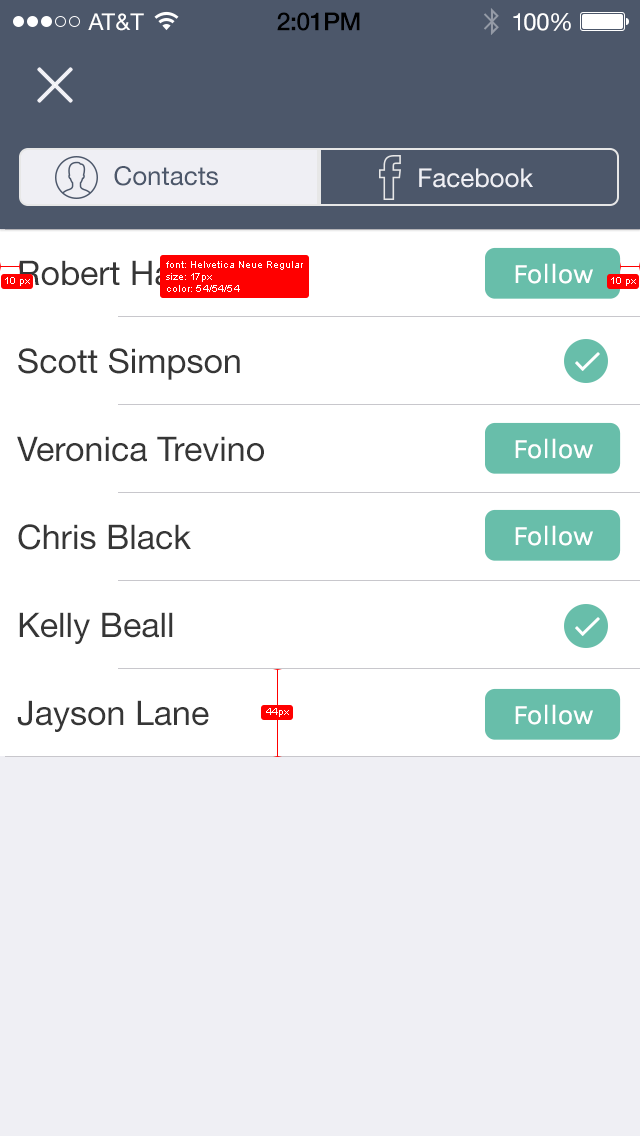 AT&T 2:01PM 100%
Contacts Facebook
Robert
font: Helvetica Neue Regular
size: 17px
color: 54/54/54
Follow
10 px
10 px
Scott Simpson
Veronica Trevino Follow
Chris Black Follow
Kelly Beall
Jayson Lane 44px Follow